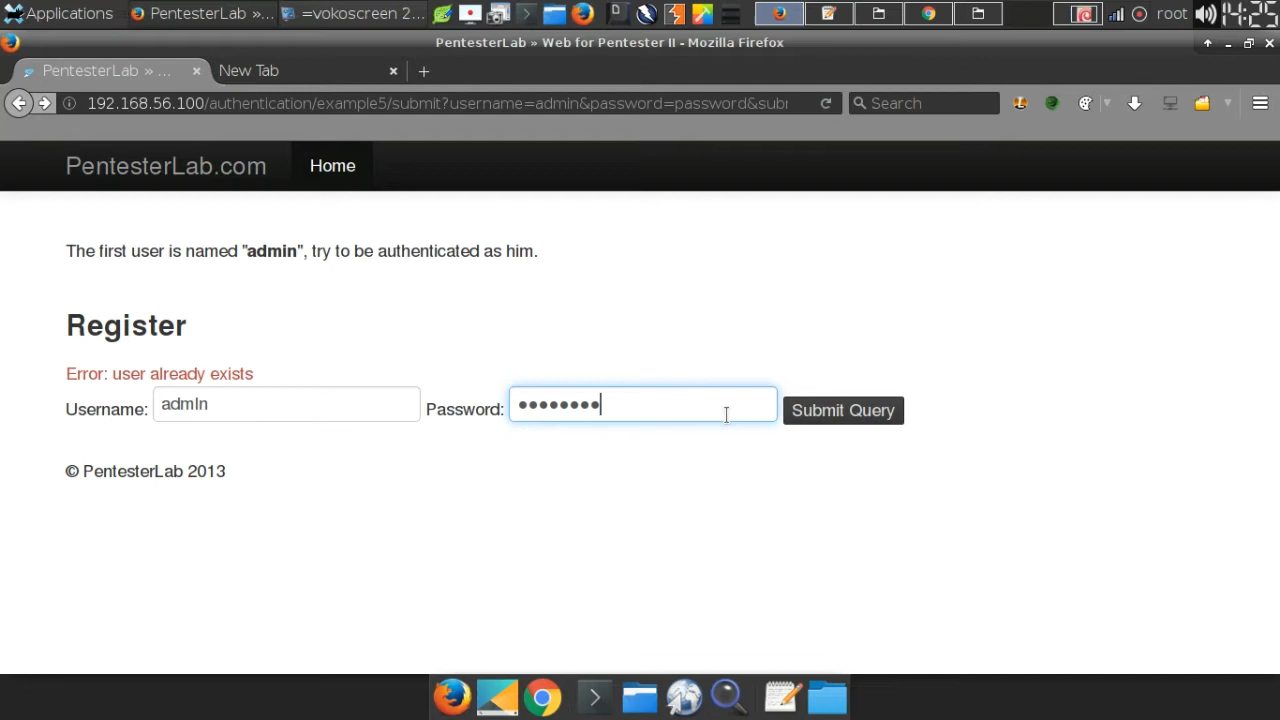 Applications PentesterLab »... =vokoscreen 2... root 14:25
PentesterLab » Web for Pentester II - Mozilla Firefox
PentesterLab » ... × New Tab × +
192.168.56.100/authentication/example5/submit?username=admin&password=password&subr Search
PentesterLab.com Home
The first user is named "admin", try to be authenticated as him.
Register
Error: user already exists
Username: admIn Password: •••••••• Submit Query
© PentesterLab 2013